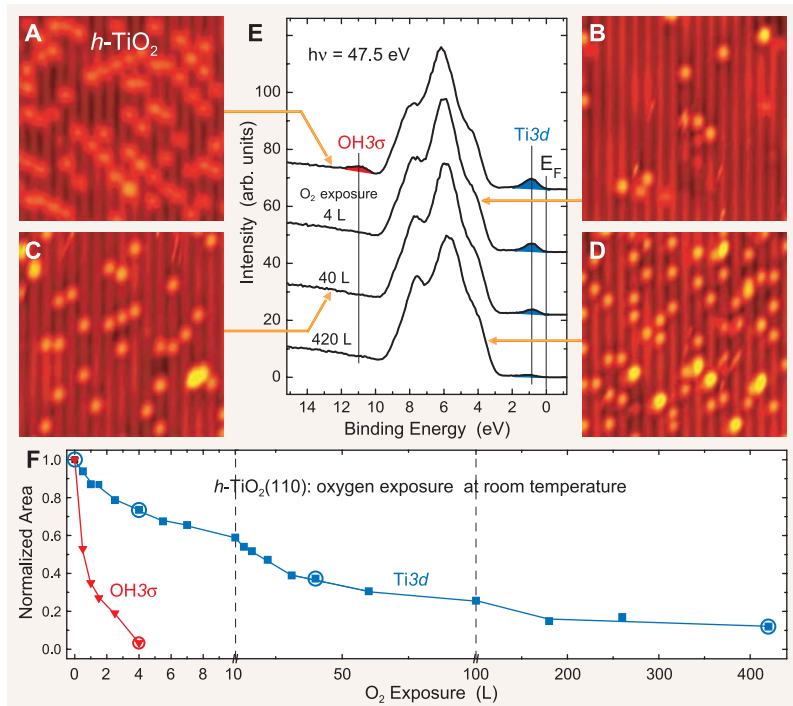 A
h-TiO₂
E
hν = 47.5 eV
B
OH3σ
Ti3d
E_F
O₂ exposure
4 L
40 L
420 L
Intensity (arb. units)
100
80
60
40
20
0
14 12 10 8 6 4 2 0
Binding Energy (eV)
C
D
F
h-TiO₂(110): oxygen exposure at room temperature
OH3σ
Ti3d
Normalized Area
1.0
0.8
0.6
0.4
0.2
0.0
0 2 4 6 8 10 50 100 200 300 400
O₂ Exposure (L)